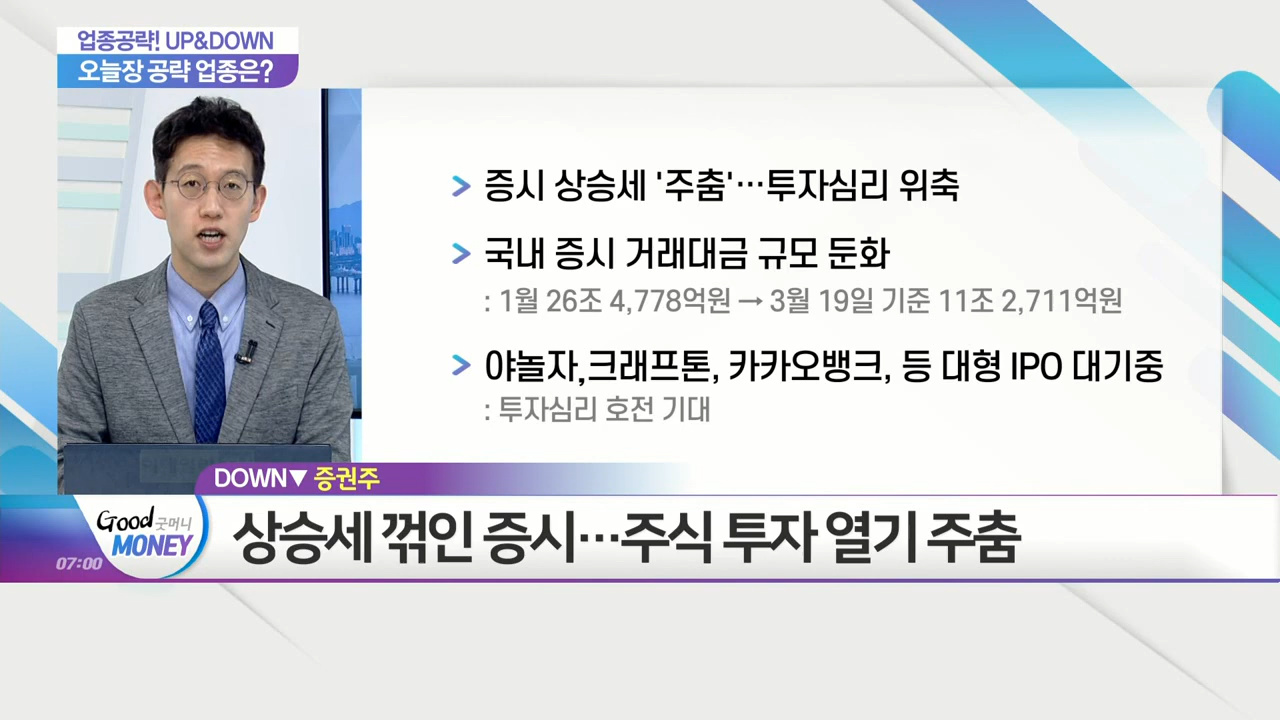 업종공략! UP&DOWN
오늘장 공략 업종은?
> 증시 상승세 '주춤'…투자심리 위축
> 국내 증시 거래대금 규모 둔화
: 1월 26조 4,778억원 → 3월 19일 기준 11조 2,711억원
> 야놀자,크래프톤, 카카오뱅크, 등 대형 IPO 대기중
: 투자심리 호전 기대
DOWN▼ 증권주
Good 굿머니
MONEY
07:00
상승세 꺾인 증시…주식 투자 열기 주춤